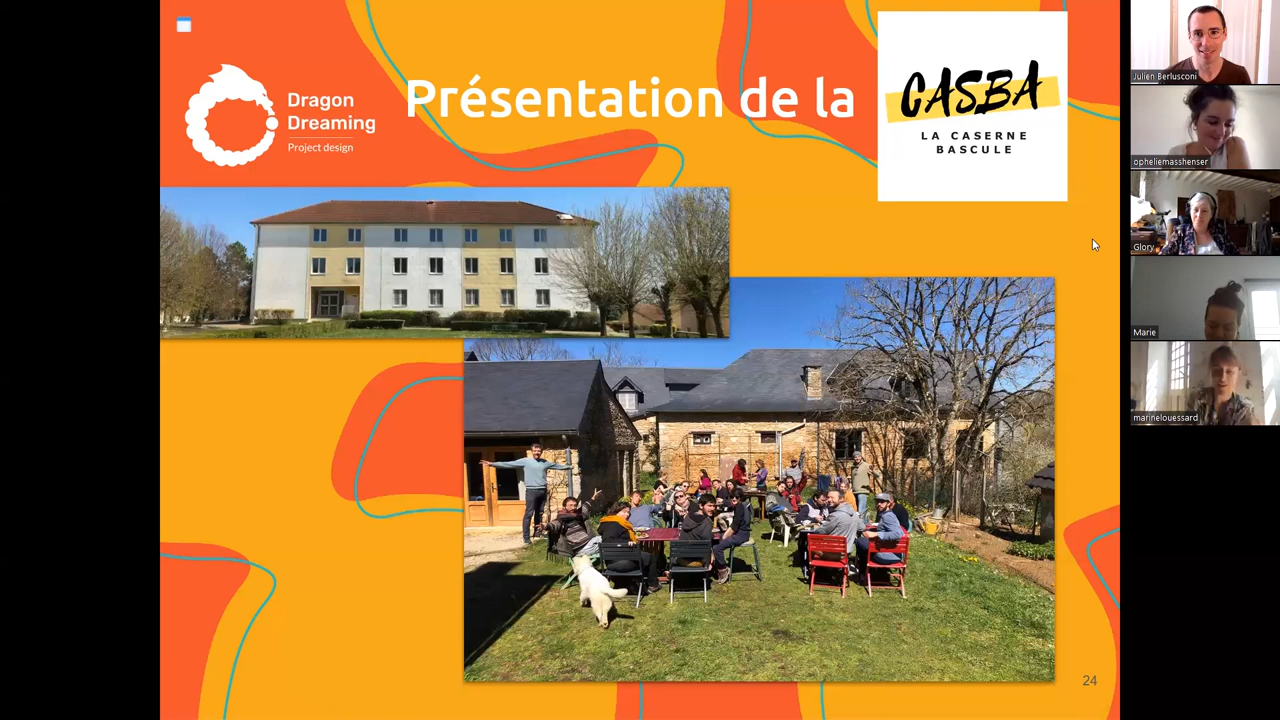 Dragon
Dreaming
Project design
Présentation de la
CASBA
LA CASERNE
BASCULE
24
Julien Berlusconi
opheliemasshenser
Glory
Marie
marinelouessard